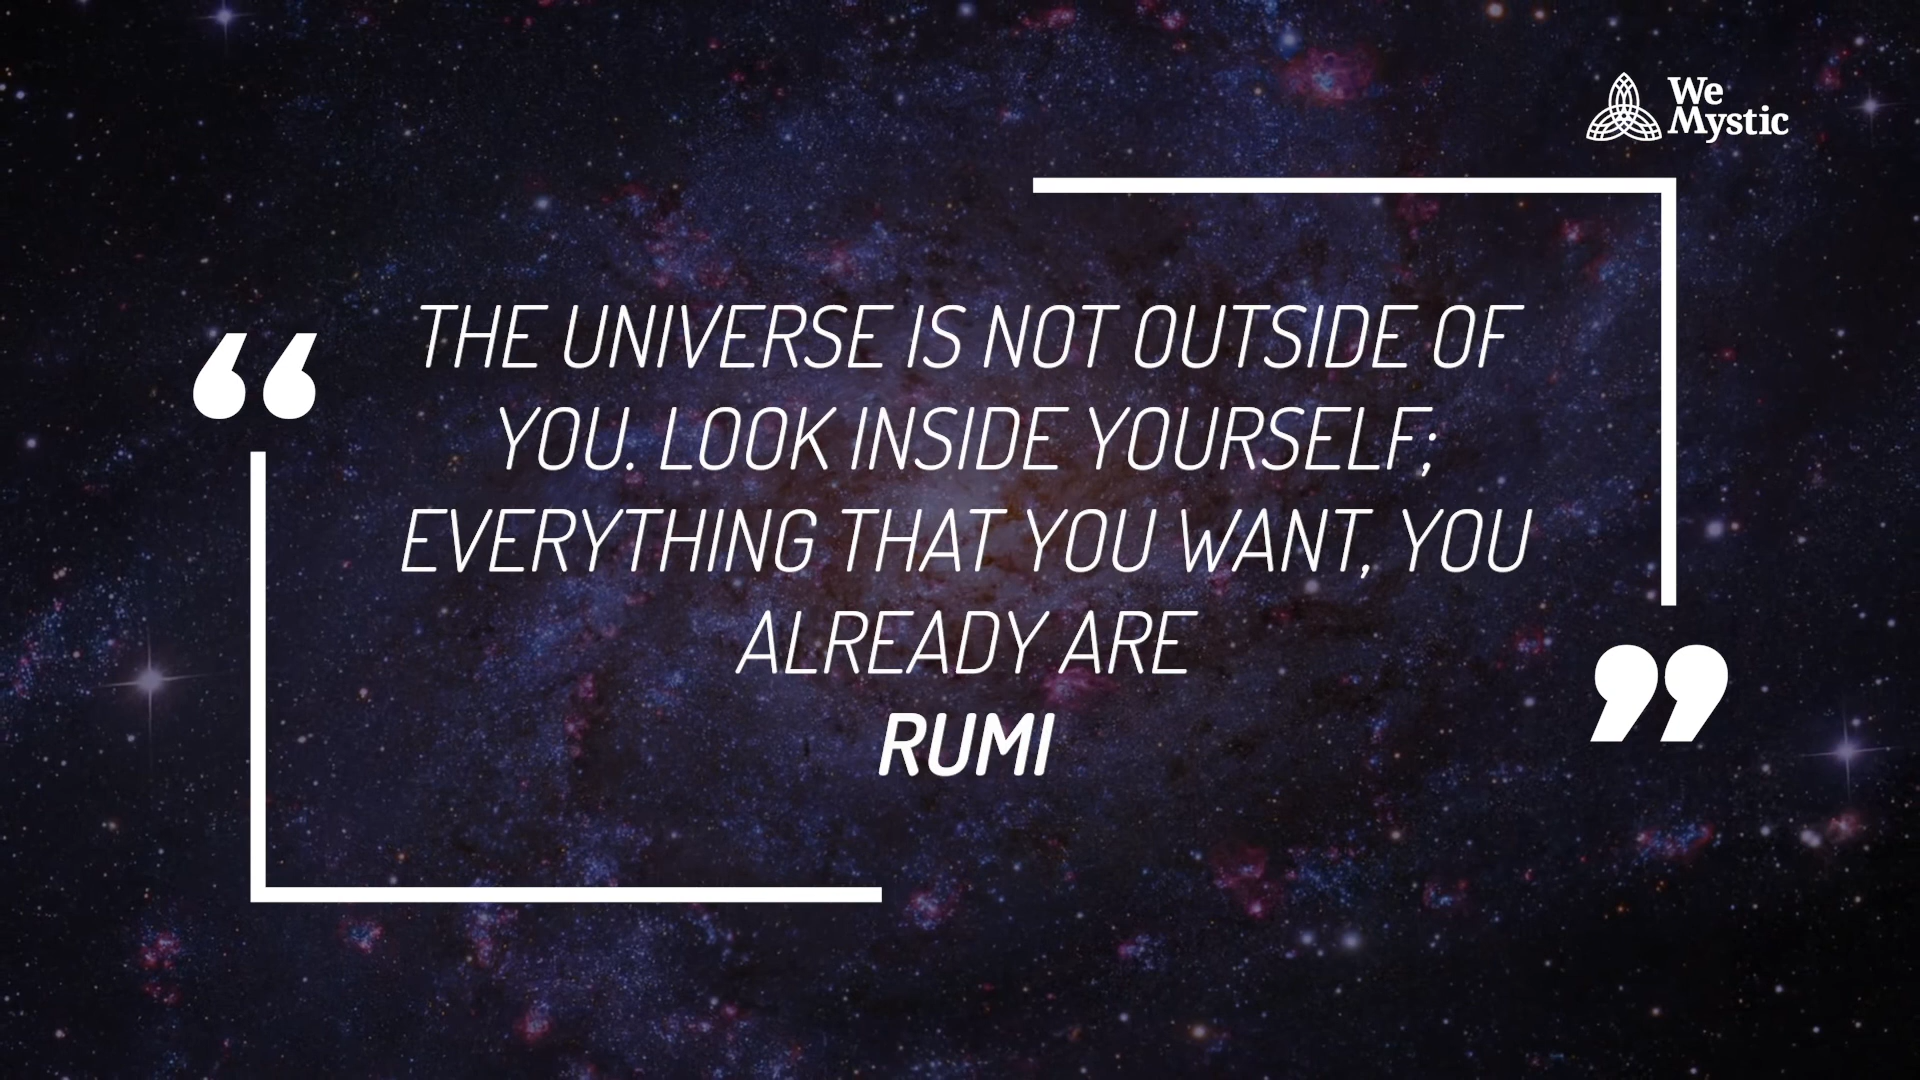 We
Mystic
“
THE UNIVERSE IS NOT OUTSIDE OF
YOU. LOOK INSIDE YOURSELF;
EVERYTHING THAT YOU WANT, YOU
ALREADY ARE
RUMI
”